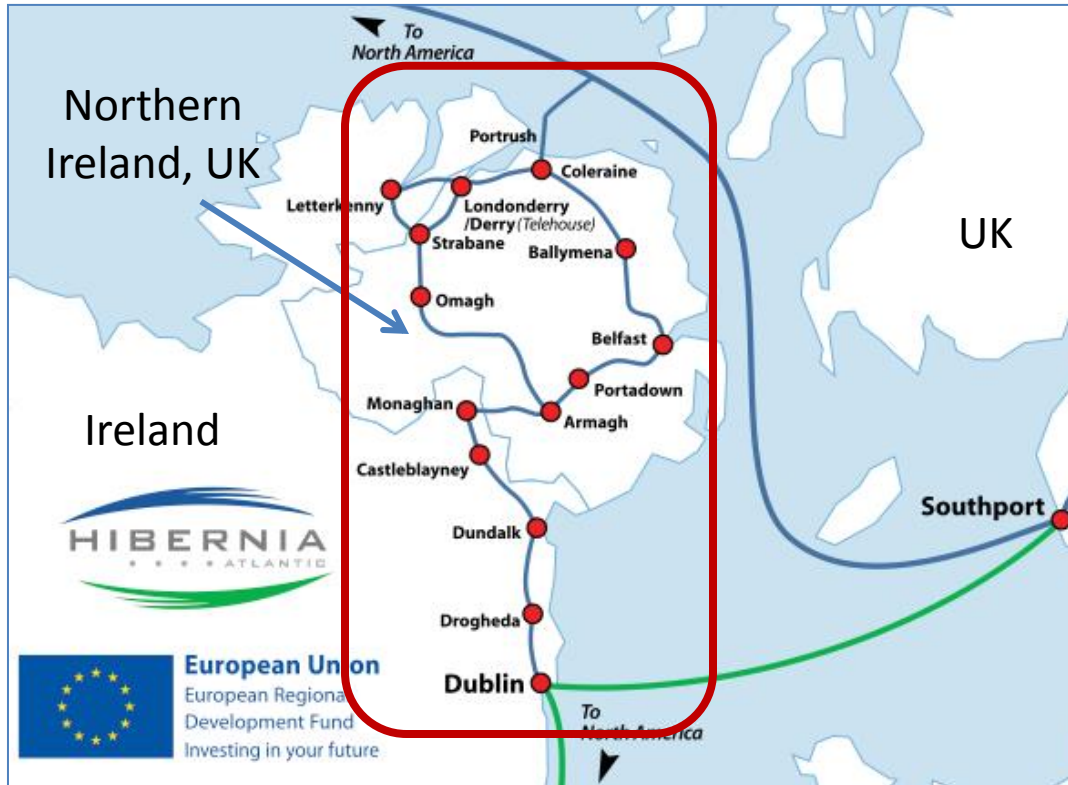 To
North America
Northern
Ireland, UK
Portrush
Coleraine
Letterkenny
Londonderry
/Derry (Telehouse)
Strabane
Ballymena
UK
Omagh
Belfast
Portadown
Monaghan
Armagh
Ireland
Castleblayney
Southport
HIBERNIA
ATLANTIC
Dundalk
Drogheda
European Union
European Regional
Development Fund
Investing in your future
Dublin
To
North America